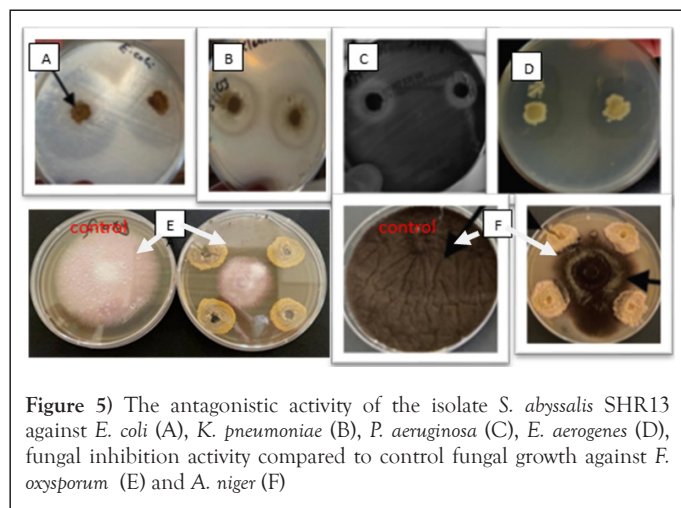 A
E-coli
B
C
D
control
E
control
F
Figure 5) The antagonistic activity of the isolate S. abyssalis SHR13
against E. coli (A), K. pneumoniae (B), P. aeruginosa (C), E. aerogenes (D),
fungal inhibition activity compared to control fungal growth against F.
oxysporum (E) and A. niger (F)